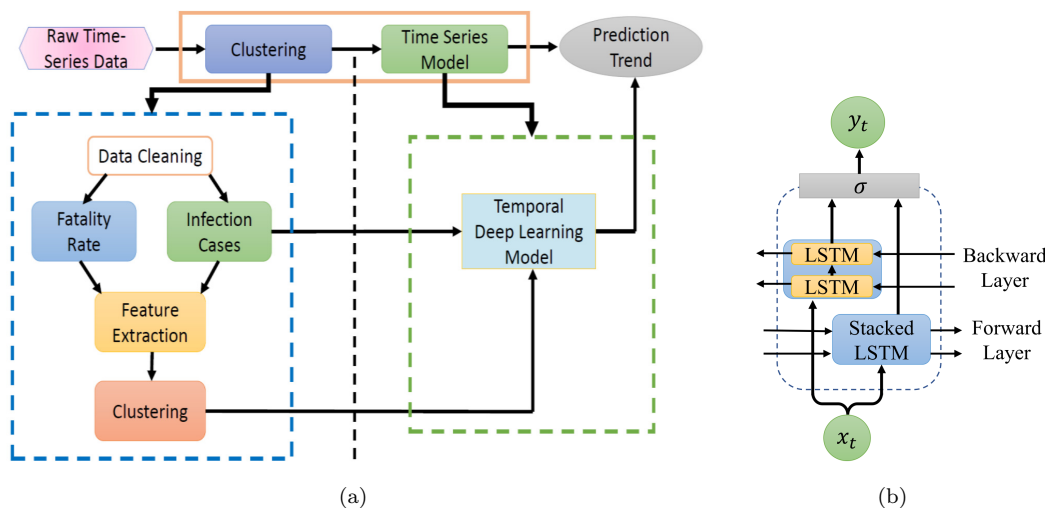 Raw Time-
Series Data
Clustering
Time Series
Model
Prediction
Trend
Data Cleaning
Fatality
Rate
Infection
Cases
Feature
Extraction
Clustering
Temporal
Deep Learning
Model
(a)
y_t
σ
LSTM
LSTM
Backward
Layer
Stacked
LSTM
Forward
Layer
x_t
(b)